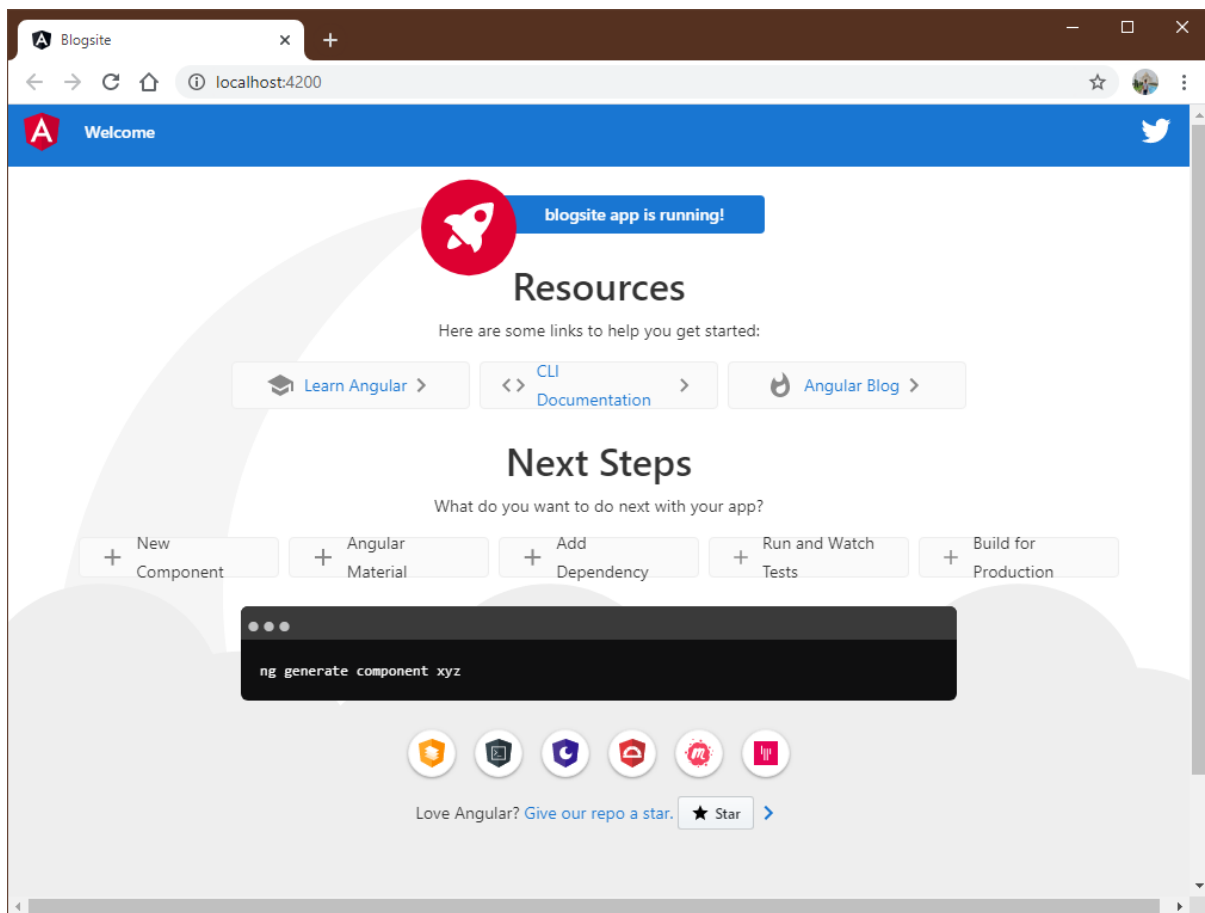 Blogsite
localhost:4200
Welcome
blogsite app is running!
Resources
Here are some links to help you get started:
Learn Angular
CLI
Documentation
Angular Blog
Next Steps
What do you want to do next with your app?
New
Component
Angular
Material
Add
Dependency
Run and Watch
Tests
Build for
Production
ng generate component xyz
Love Angular? Give our repo a star. Star